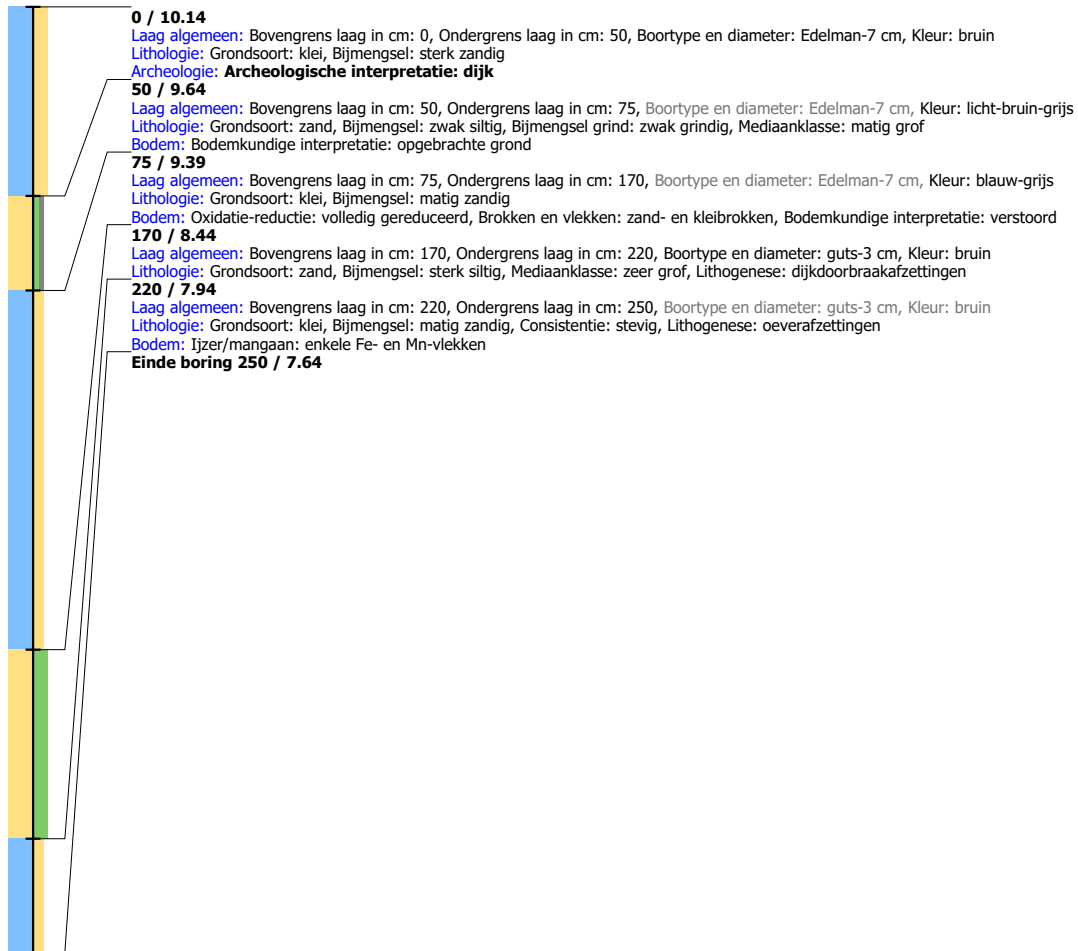 0 / 10.14
Laag algemeen: Bovengrens laag in cm: 0, Ondergrens laag in cm: 50, Boortype en diameter: Edelman-7 cm, Kleur: bruin
Lithologie: Grondsoort: klei, Bijmengsel: sterk zandig
Archeologie: Archeologische interpretatie: dijk
50 / 9.64
Laag algemeen: Bovengrens laag in cm: 50, Ondergrens laag in cm: 75, Boortype en diameter: Edelman-7 cm, Kleur: licht-bruin-grijs
Lithologie: Grondsoort: zand, Bijmengsel: zwak siltig, Bijmengsel grind: zwak grindig, Mediaanklasse: matig grof
Bodem: Bodemkundige interpretatie: opgebrachte grond
75 / 9.39
Laag algemeen: Bovengrens laag in cm: 75, Ondergrens laag in cm: 170, Boortype en diameter: Edelman-7 cm, Kleur: blauw-grijs
Lithologie: Grondsoort: klei, Bijmengsel: matig zandig
Bodem: Oxidatie-reductie: volledig gereduceerd, Brokken en vlekken: zand- en kleibrokken, Bodemkundige interpretatie: verstoord
170 / 8.44
Laag algemeen: Bovengrens laag in cm: 170, Ondergrens laag in cm: 220, Boortype en diameter: guts-3 cm, Kleur: bruin
Lithologie: Grondsoort: zand, Bijmengsel: sterk siltig, Mediaanklasse: zeer grof, Lithogenese: dijkdoorbraakafzettingen
220 / 7.94
Laag algemeen: Bovengrens laag in cm: 220, Ondergrens laag in cm: 250, Boortype en diameter: guts-3 cm, Kleur: bruin
Lithologie: Grondsoort: klei, Bijmengsel: matig zandig, Consistentie: stevig, Lithogenese: oeverafzettingen
Bodem: Ijzer/mangaan: enkele Fe- en Mn-vlekken
Einde boring 250 / 7.64